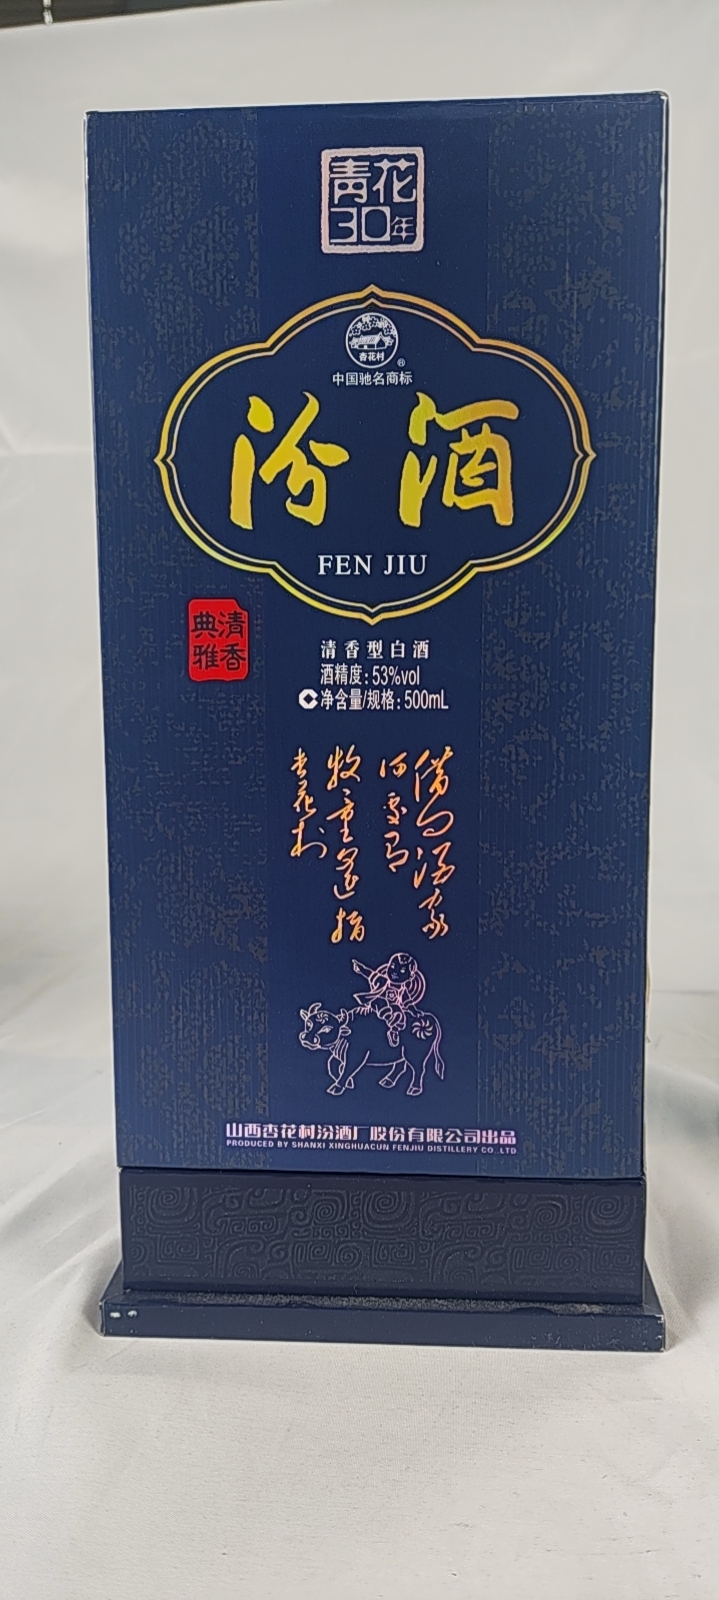 青花
30年
杏花村
®
中国驰名商标
汾酒
FEN JIU
清香
典雅
清香型白酒
酒精度:53%vol
净含量/规格:500mL
借问酒家
何处有
牧童遥指
杏花村
山西杏花村汾酒厂股份有限公司出品
PRODUCED BY SHANXI XINGHUACUN FENJIU DISTILLERY CO.,LTD